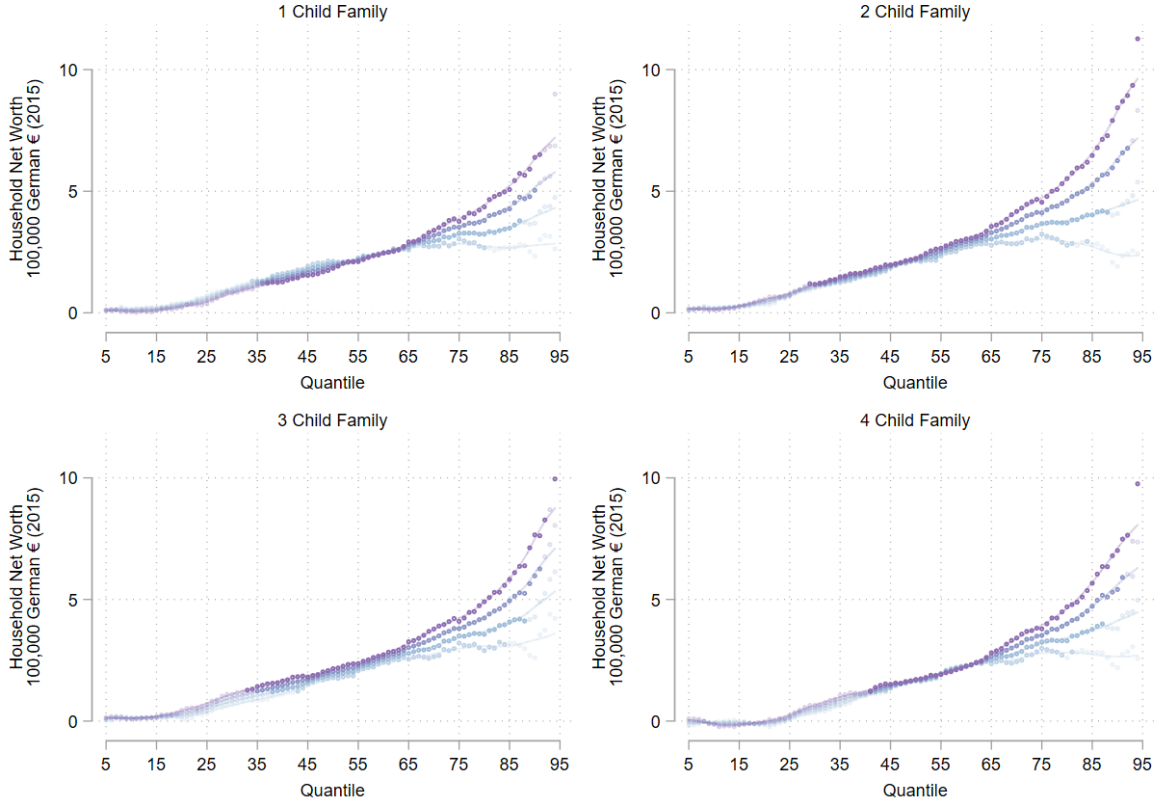 1 Child Family
Household Net Worth
100,000 German € (2015)
10
5
0
5 15 25 35 45 55 65 75 85 95
Quantile
2 Child Family
Household Net Worth
100,000 German € (2015)
10
5
0
5 15 25 35 45 55 65 75 85 95
Quantile
3 Child Family
Household Net Worth
100,000 German € (2015)
10
5
0
5 15 25 35 45 55 65 75 85 95
Quantile
4 Child Family
Household Net Worth
100,000 German € (2015)
10
5
0
5 15 25 35 45 55 65 75 85 95
Quantile